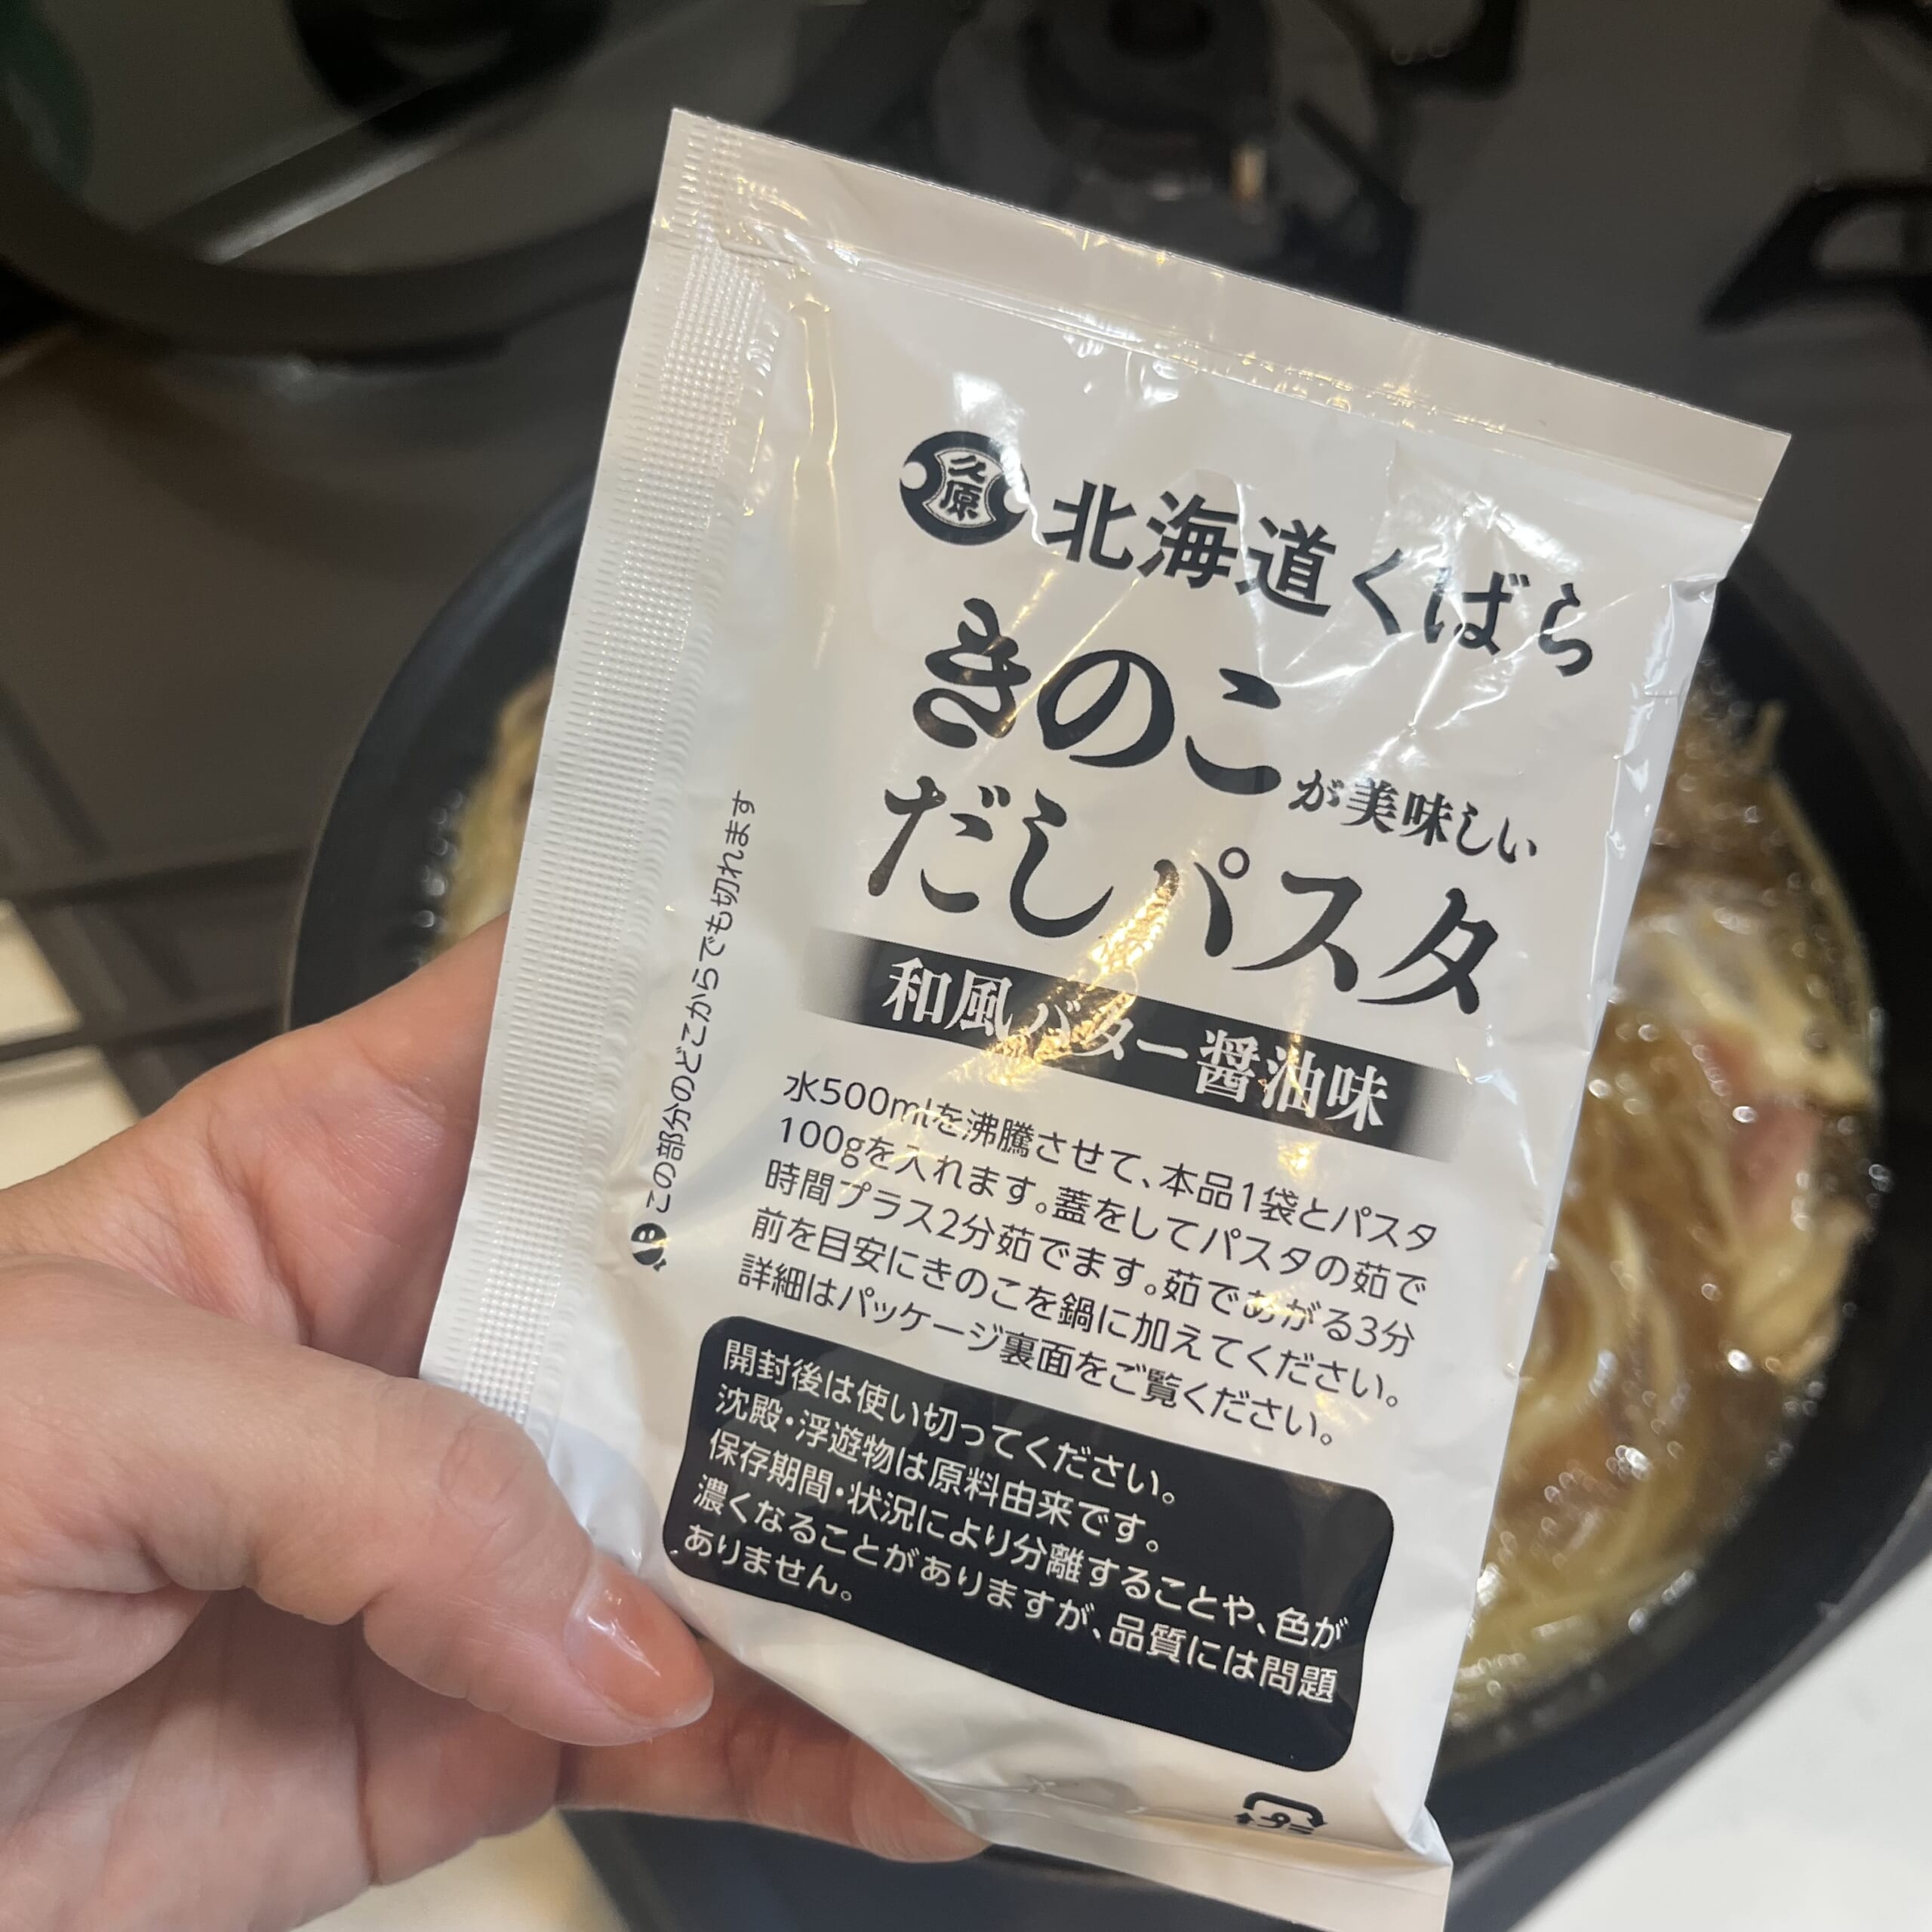 久原
北海道くばら
きのこが美味しい
だしパスタ
和風バター醤油味
水500mlを沸騰させて、本品1袋とパスタ
100gを入れます。蓋をしてパスタの茹で
時間プラス2分茹でます。茹であがる3分
前を目安にきのこを鍋に加えてください。
詳細はパッケージ裏面をご覧ください。
開封後は使い切ってください。
沈殿・浮遊物は原料由来です。
保存期間・状況により分離することや、色が
濃くなることがありますが、品質には問題
ありません。
この部分のどこからでも切れます